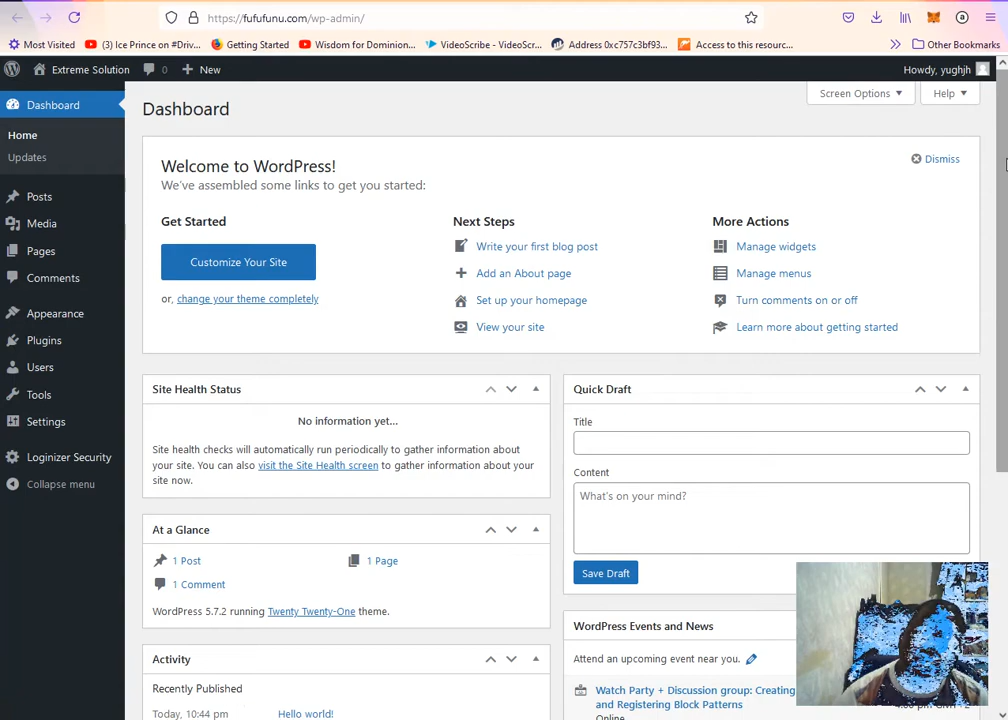 https://fufufunu.com/wp-admin/
Most Visited
(3) Ice Prince on #Driv...
Getting Started
Wisdom for Dominion...
VideoScribe - VideoScr...
Address 0xc757c3bf93...
Access to this resourc...
Other Bookmarks
Extreme Solution
0
New
Howdy, yughjh
Dashboard
Home
Updates
Posts
Media
Pages
Comments
Appearance
Plugins
Users
Tools
Settings
Loginizer Security
Collapse menu
Dashboard
Screen Options
Help
Welcome to WordPress!
We've assembled some links to get you started:
Dismiss
Get Started
Customize Your Site
or, change your theme completely
Next Steps
Write your first blog post
Add an About page
Set up your homepage
View your site
More Actions
Manage widgets
Manage menus
Turn comments on or off
Learn more about getting started
Site Health Status
No information yet...
Site health checks will automatically run periodically to gather information about
your site. You can also visit the Site Health screen to gather information about your
site now.
At a Glance
1 Post
1 Page
1 Comment
WordPress 5.7.2 running Twenty Twenty-One theme.
Activity
Recently Published
Today, 10:44 pm
Hello world!
Quick Draft
Title
Content
What's on your mind?
Save Draft
WordPress Events and News
Attend an upcoming event near you.
Watch Party + Discussion group: Creating
and Registering Block Patterns
Online